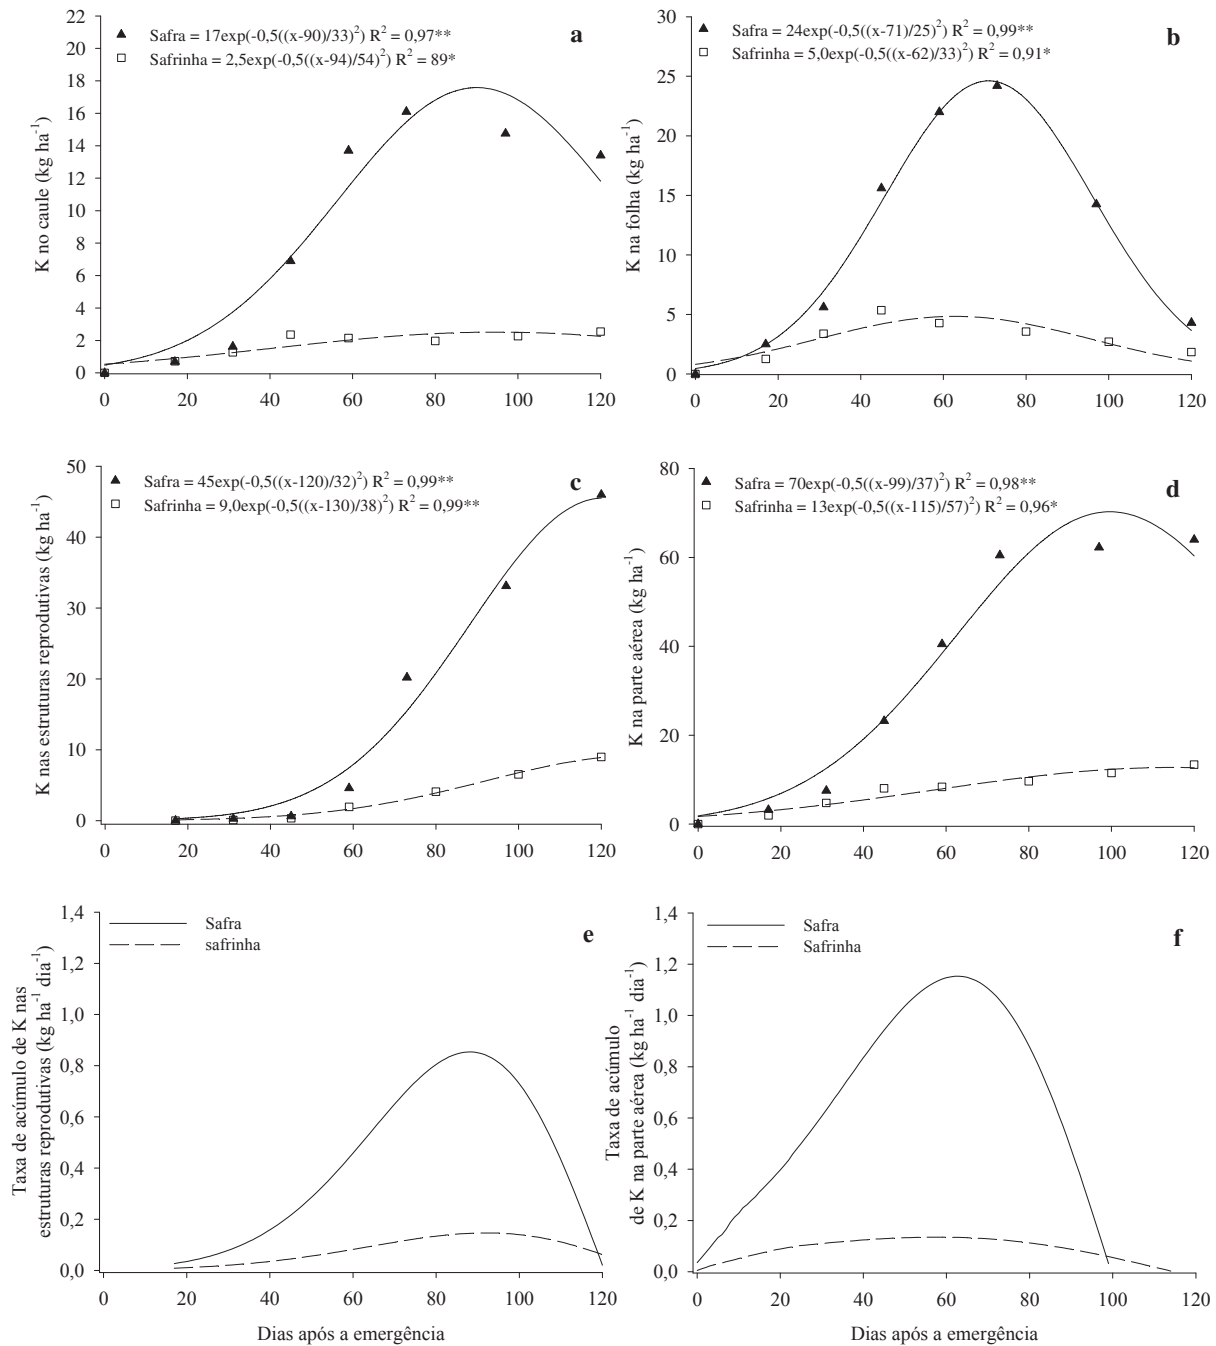 a
Safra = 17exp(-0,5((x-90)/33)²) R² = 0,97**
Safrinha = 2,5exp(-0,5((x-94)/54)²) R² = 89*
K no caule (kg ha⁻¹)
22
20
18
16
14
12
10
8
6
4
2
0
0 20 40 60 80 100 120
b
Safra = 24exp(-0,5((x-71)/25)²) R² = 0,99**
Safrinha = 5,0exp(-0,5((x-62)/33)²) R² = 0,91*
K na folha (kg ha⁻¹)
30
25
20
15
10
5
0
0 20 40 60 80 100 120
c
Safra = 45exp(-0,5((x-120)/32)²) R² = 0,99**
Safrinha = 9,0exp(-0,5((x-130)/38)²) R² = 0,99**
K nas estruturas reprodutivas (kg ha⁻¹)
50
40
30
20
10
0
0 20 40 60 80 100 120
d
Safra = 70exp(-0,5((x-99)/37)²) R² = 0,98**
Safrinha = 13exp(-0,5((x-115)/57)²) R² = 0,96*
K na parte aérea (kg ha⁻¹)
80
60
40
20
0
0 20 40 60 80 100 120
e
Safra
safrinha
Taxa de acúmulo de K nas
estruturas reprodutivas (kg ha⁻¹ dia⁻¹)
1,4
1,2
1,0
0,8
0,6
0,4
0,2
0,0
0 20 40 60 80 100 120
Dias após a emergência
f
Safra
Safrinha
Taxa de acúmulo
de K na parte aérea (kg ha⁻¹ dia⁻¹)
1,4
1,2
1,0
0,8
0,6
0,4
0,2
0,0
0 20 40 60 80 100 120
Dias após a emergência